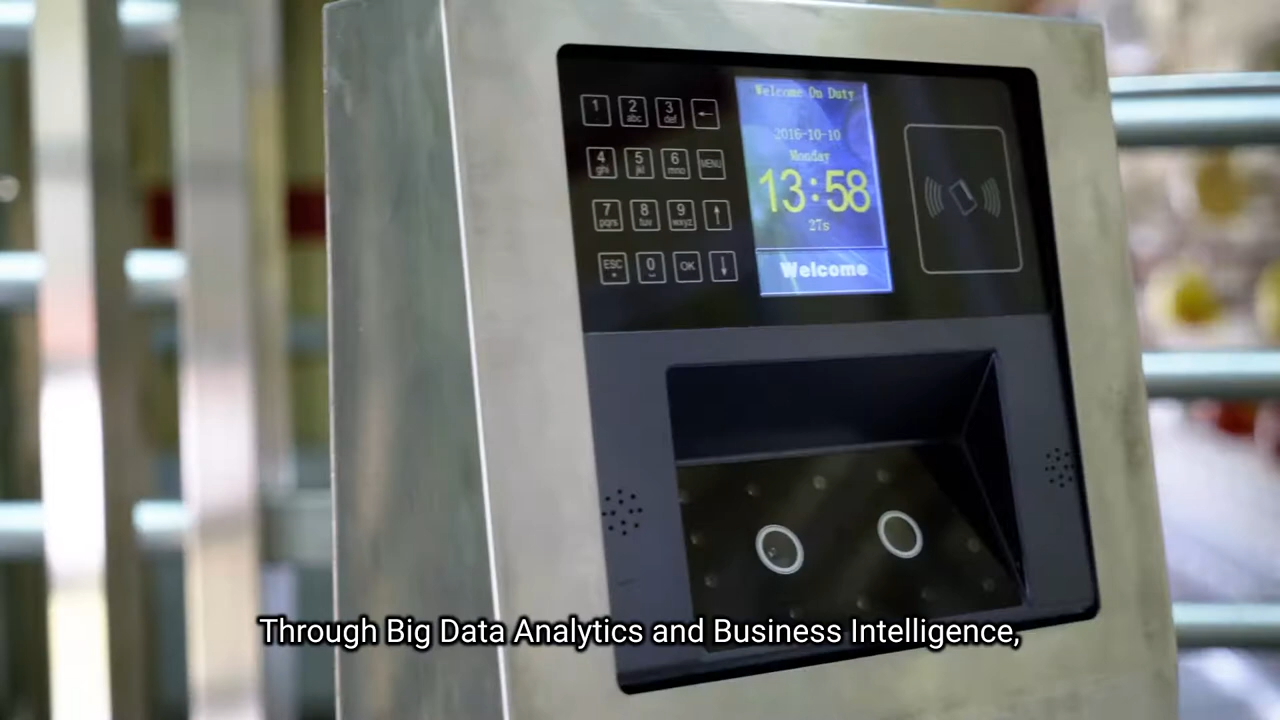 1 2 3 ←
abc def
4 5 6 MENU
ghi jkl mno
7 8 9 ↑
pqrs tuv wxyz
ESC 0 OK ↓
Welcome On Duty
2016-10-10
Monday
13:58
27s
Welcome
Through Big Data Analytics and Business Intelligence,